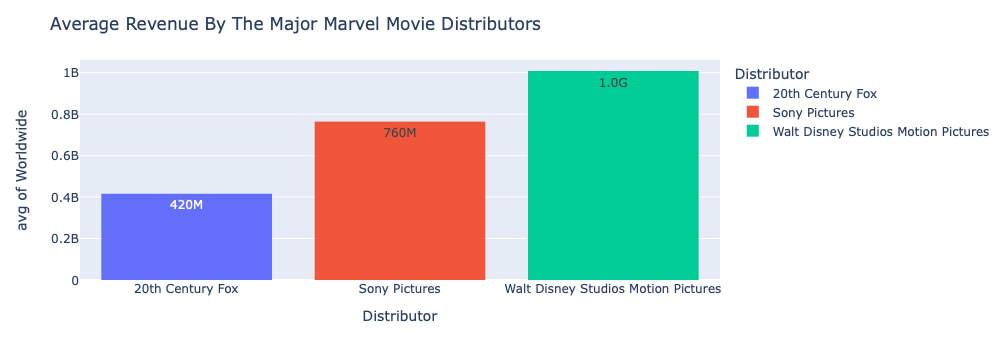 Average Revenue By The Major Marvel Movie Distributors
avg of Worldwide
1B
0.8B
0.6B
0.4B
0.2B
0
420M
760M
1.0G
20th Century Fox
Sony Pictures
Walt Disney Studios Motion Pictures
Distributor
Distributor
20th Century Fox
Sony Pictures
Walt Disney Studios Motion Pictures